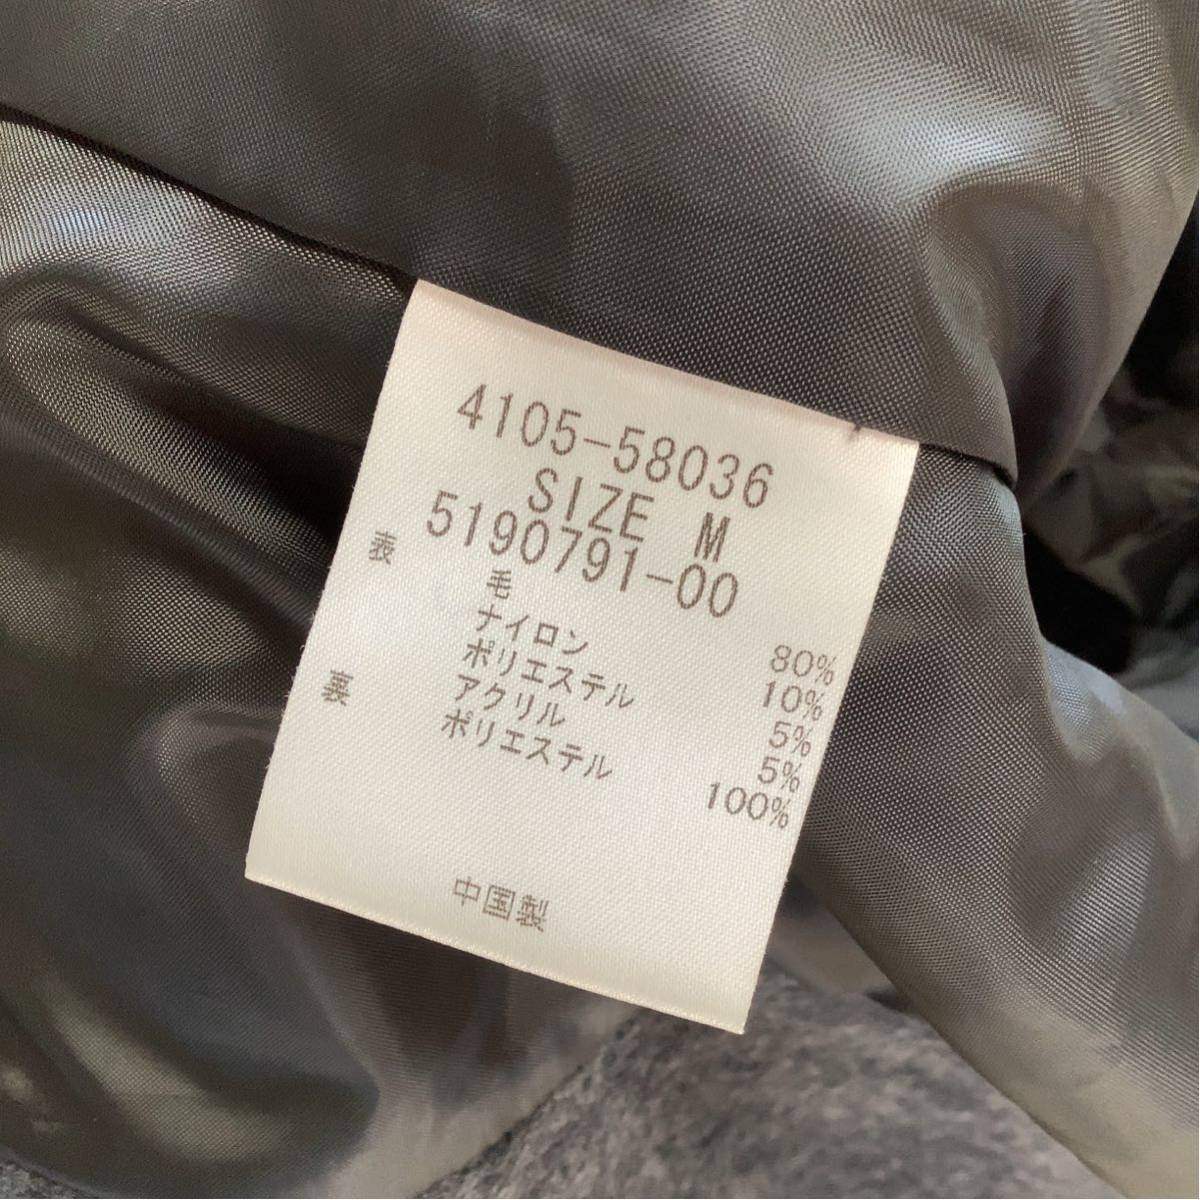 4105-58036
SIZE M
5190791-00
表 毛 80%
ナイロン 10%
ポリエステル 5%
アクリル 5%
裏 ポリエステル 100%
中国製